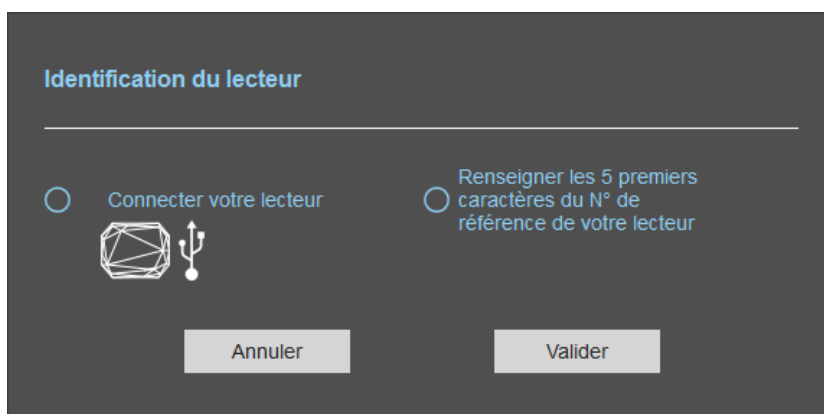 Identification du lecteur
Connecter votre lecteur
Renseigner les 5 premiers
caractères du N° de
référence de votre lecteur
Annuler
Valider